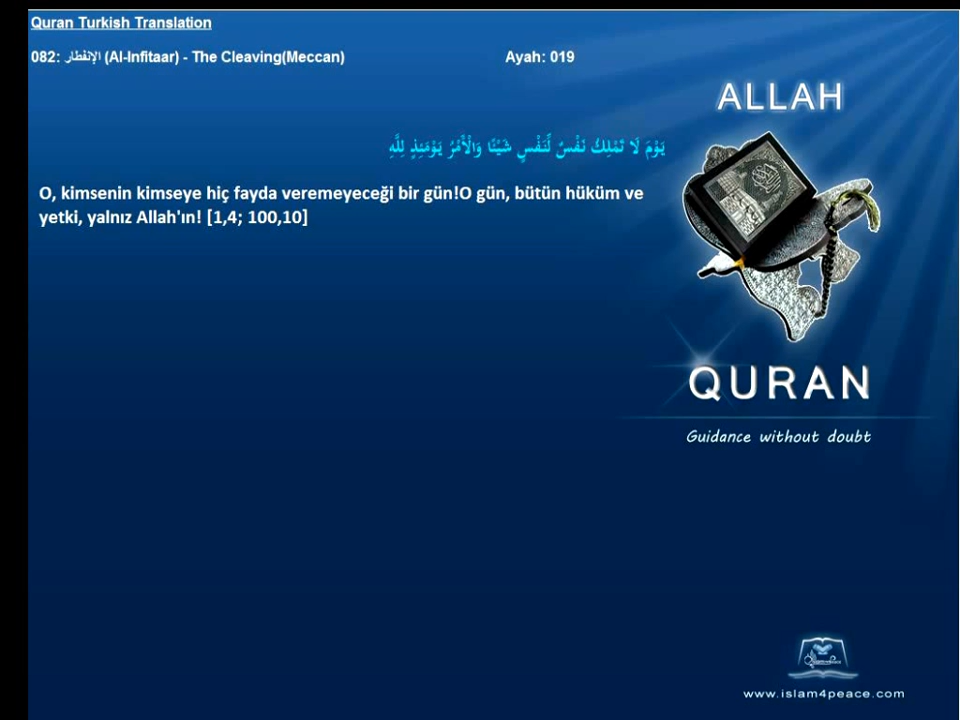 Quran Turkish Translation
082: الإنفطار (Al-Infitaar) - The Cleaving(Meccan) Ayah: 019
ALLAH
يَوْمَ لَا تَمْلِكُ نَفْسٌ لِّنَفْسٍ شَيْئًا وَالْأَمْرُ يَوْمَئِذٍ لِلَّهِ
O, kimsenin kimseye hiç fayda veremeyeceği bir gün!O gün, bütün hüküm ve
yetki, yalnız Allah'ın! [1,4; 100,10]
QURAN
Guidance without doubt
www.islam4peace.com